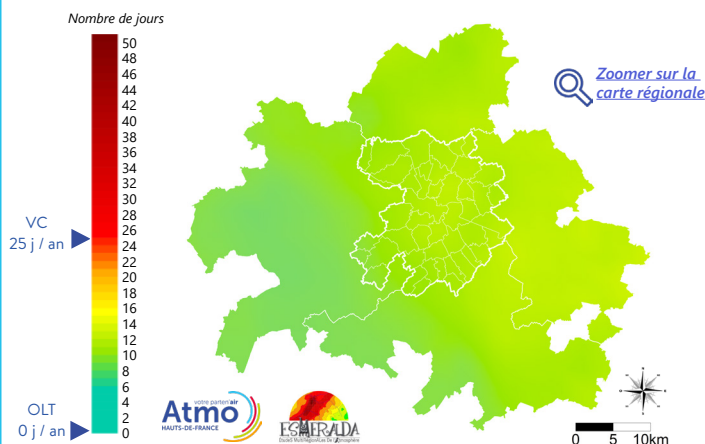 Nombre de jours
50
48
46
44
42
40
38
36
34
32
30
28
26
25
24
22
20
18
16
14
12
10
8
6
4
2
0
VC
25 j / an
OLT
0 j / an
Zoomer sur la
carte régionale
votre parten'air
Atmo
HAUTS-DE-FRANCE
ESMERALDA
0 5 10km